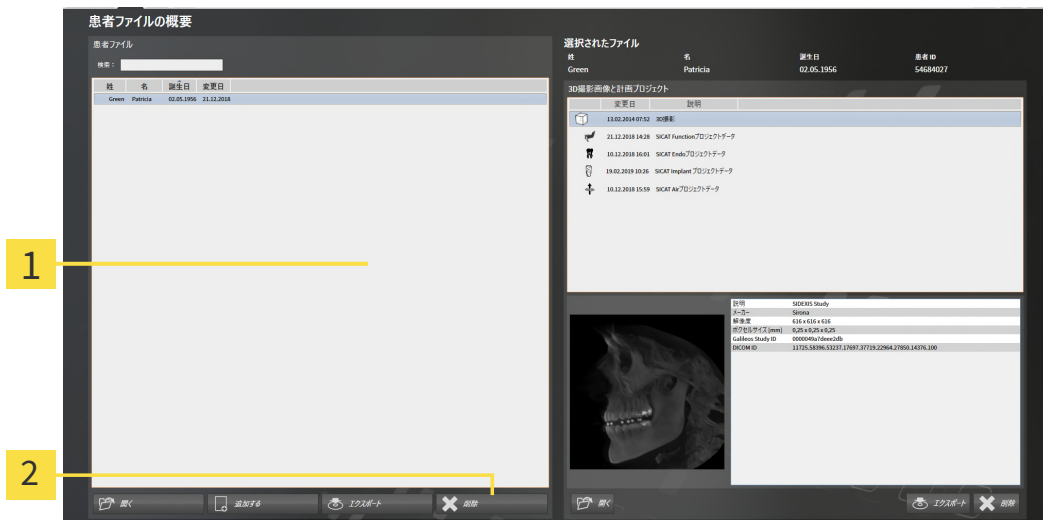 患者ファイルの概要
患者ファイル
検索：
姓 名 誕生日 変更日
Green Patricia 02.05.1956 21.12.2018
1
2
開く 追加する エクスポート 削除
選択されたファイル
姓 名 誕生日 患者 ID
Green Patricia 02.05.1956 54684027
3D撮影画像と計画プロジェクト
変更日 説明
13.02.2014 07:52 3D撮影
21.12.2018 14:28 SICAT Functionプロジェクトデータ
10.12.2018 16:01 SICAT Endoプロジェクトデータ
19.02.2019 10:26 SICAT Implant プロジェクトデータ
10.12.2018 15:59 SICAT Airプロジェクトデータ
説明 SIDEXIS Study
メーカー Sirona
解像度 616 x 616 x 616
ボクセルサイズ [mm] 0,25 x 0,25 x 0,25
Galileos Study ID 0000049a7deee2db
DICOM ID 11725.58396.53237.17697.37719.22964.27850.14376.100
開く エクスポート 削除